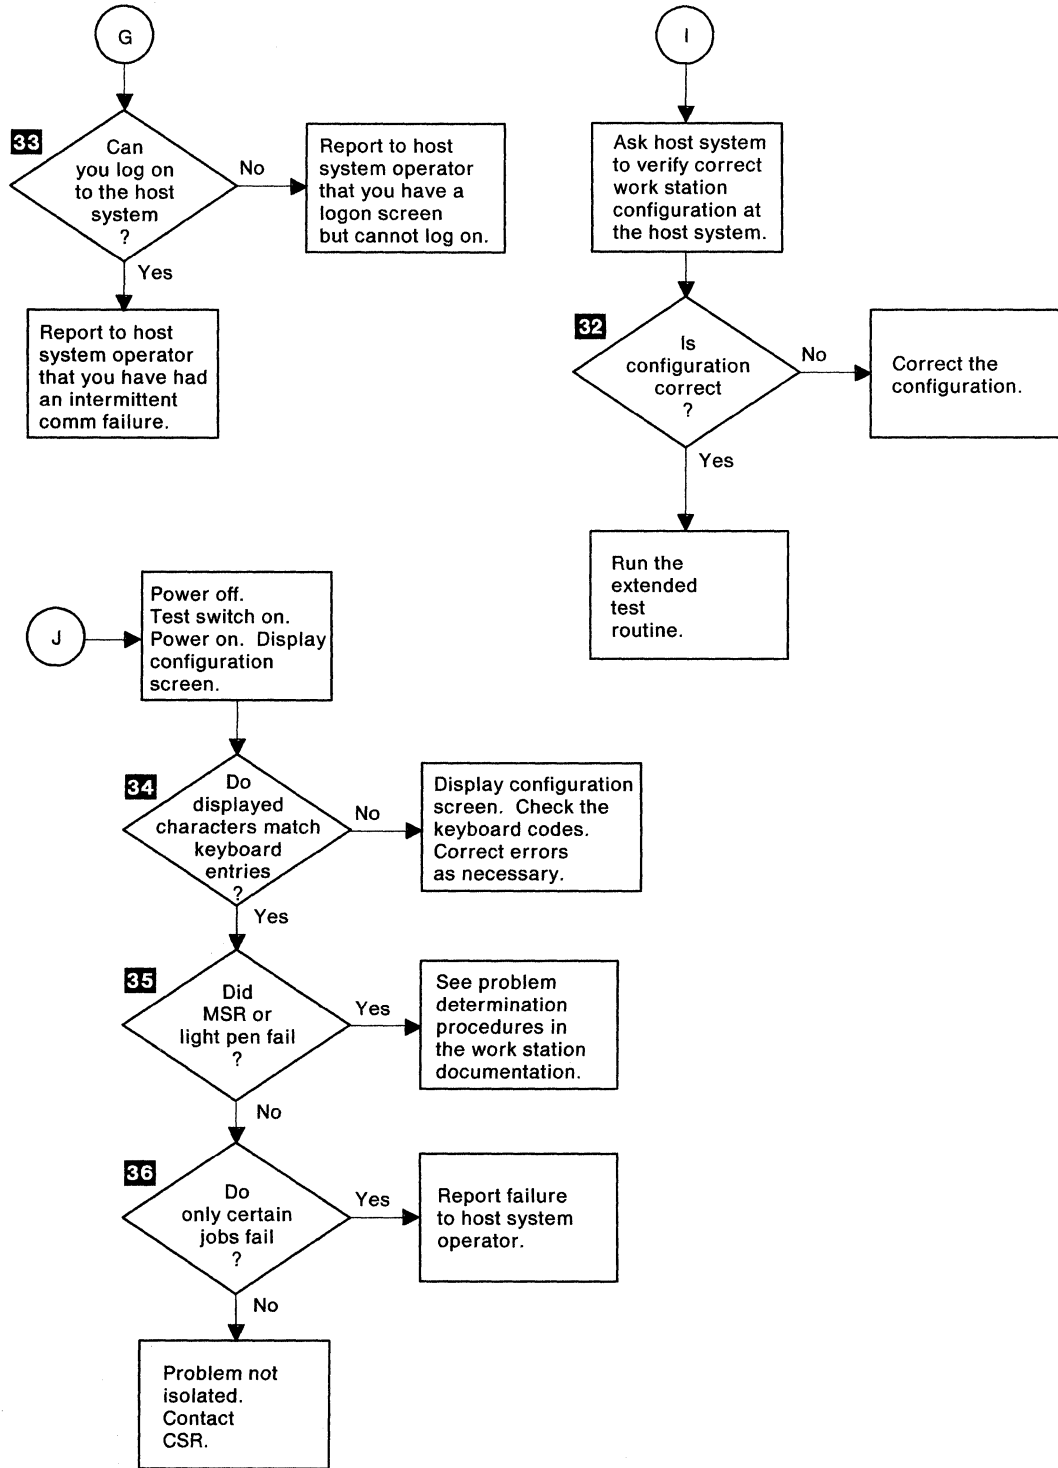 G
33
Can
you log on
to the host
system
?
No
Report to host
system operator
that you have a
logon screen
but cannot log on.
Yes
Report to host
system operator
that you have had
an intermittent
comm failure.
I
Ask host system
to verify correct
work station
configuration at
the host system.
32
Is
configuration
correct
?
No
Correct the
configuration.
Yes
Run the
extended
test
routine.
J
Power off.
Test switch on.
Power on. Display
configuration
screen.
34
Do
displayed
characters match
keyboard
entries
?
No
Display configuration
screen. Check the
keyboard codes.
Correct errors
as necessary.
Yes
35
Did
MSR or
light pen fail
?
Yes
See problem
determination
procedures in
the work station
documentation.
No
36
Do
only certain
jobs fail
?
Yes
Report failure
to host system
operator.
No
Problem not
isolated.
Contact
CSR.